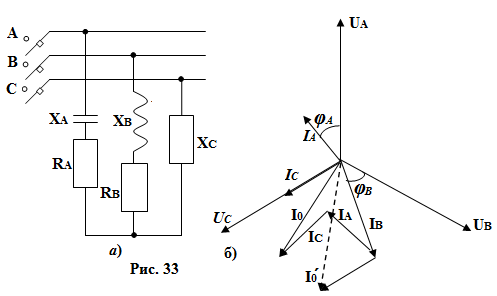 A
B
C
XA
XB
XC
RA
RB
а)
Рис. 33
UA
φA
IA
IC
φB
UC
I0
IA
IB
IC
UB
б)
I0′